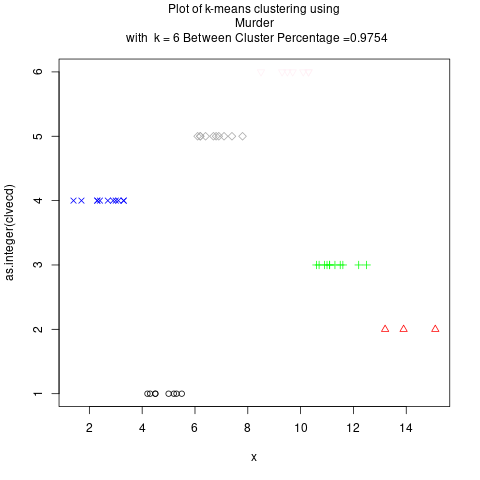 Plot of k-means clustering using
Murder
with k = 6 Between Cluster Percentage =0.9754
6
5
4
3
2
1
as.integer(clvecd)
2 4 6 8 10 12 14
x